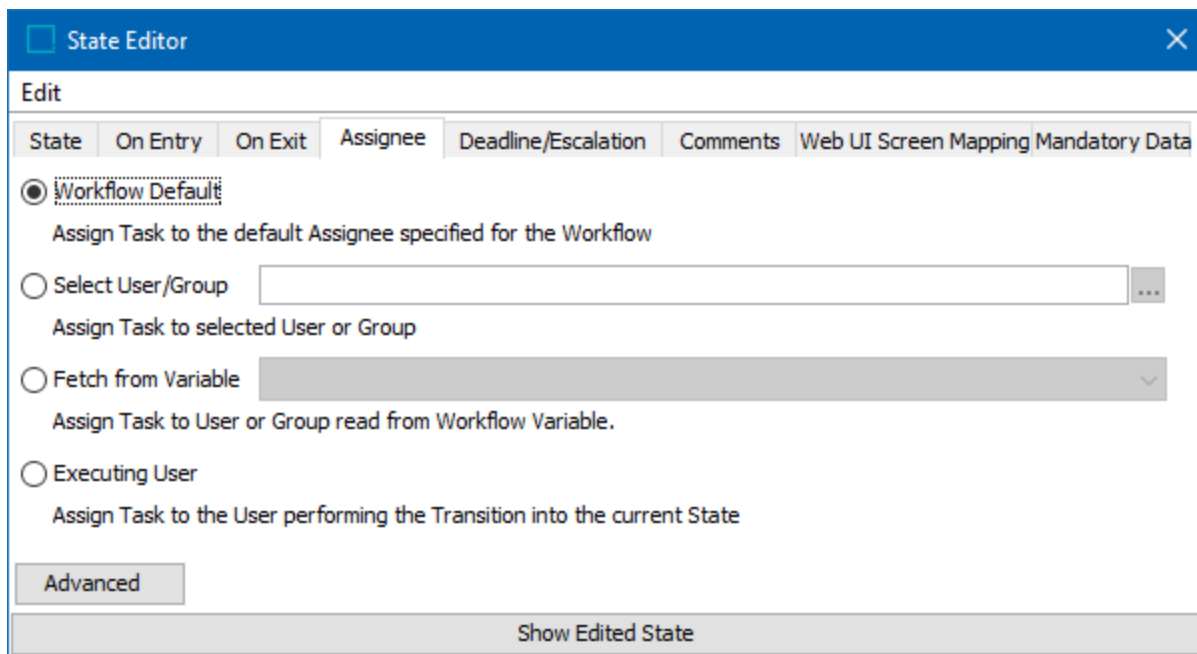 State Editor
Edit
State On Entry On Exit Assignee Deadline/Escalation Comments Web UI Screen Mapping Mandatory Data
Workflow Default
Assign Task to the default Assignee specified for the Workflow
Select User/Group ...
Assign Task to selected User or Group
Fetch from Variable
Assign Task to User or Group read from Workflow Variable.
Executing User
Assign Task to the User performing the Transition into the current State
Advanced
Show Edited State